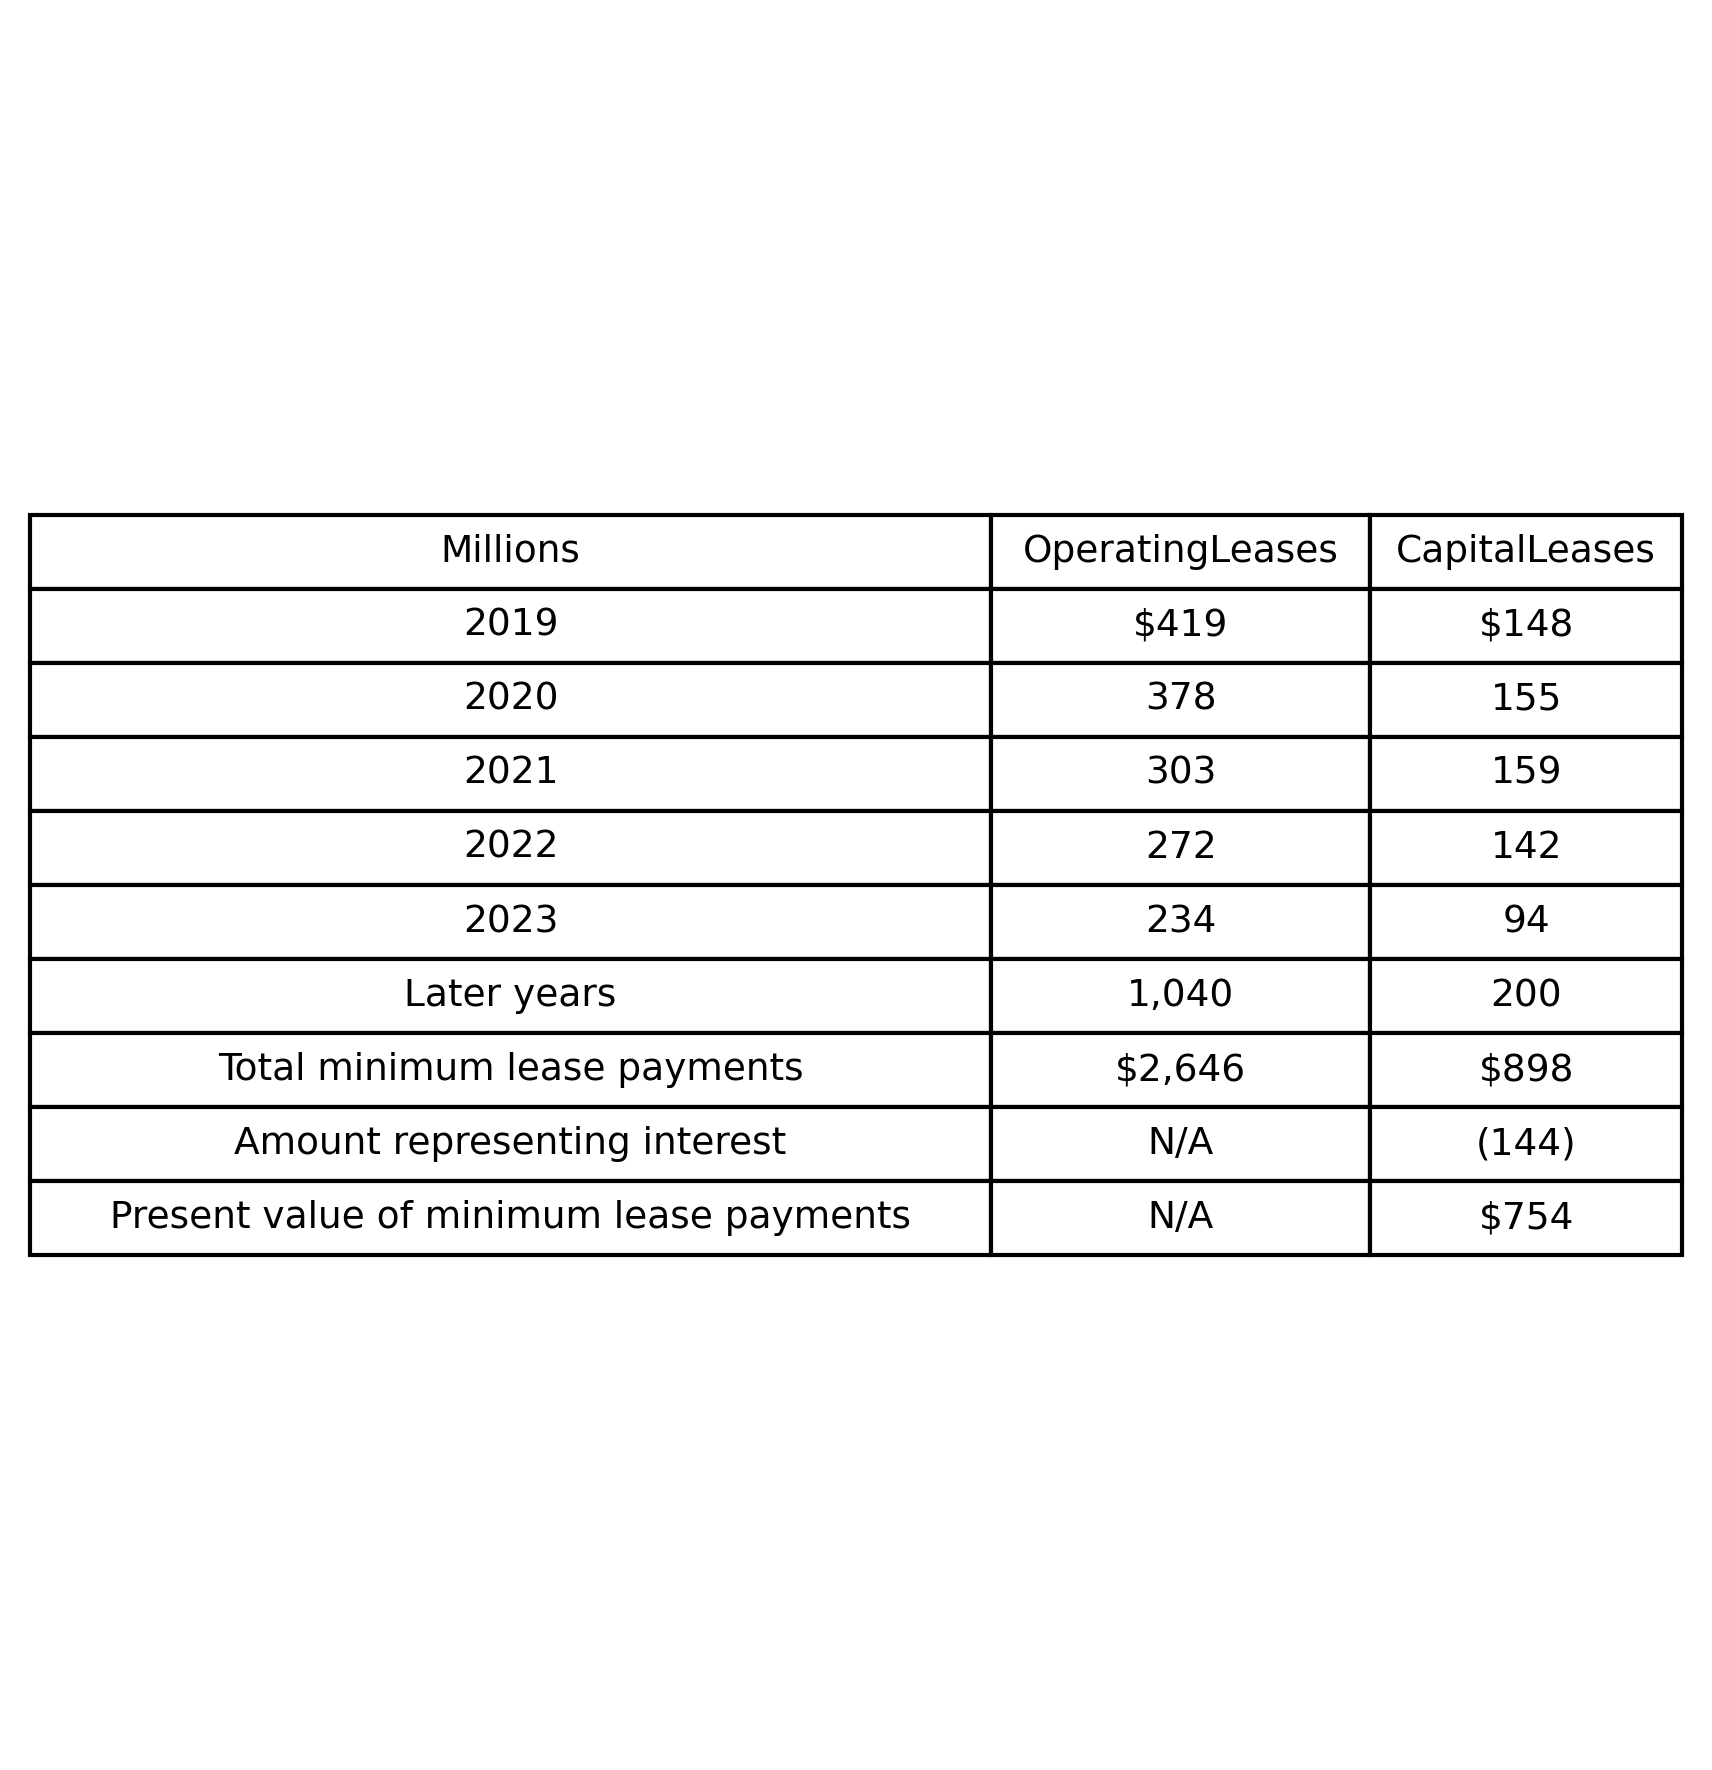 Millions OperatingLeases CapitalLeases
2019 $419 $148
2020 378 155
2021 303 159
2022 272 142
2023 234 94
Later years 1,040 200
Total minimum lease payments $2,646 $898
Amount representing interest N/A (144)
Present value of minimum lease payments N/A $754